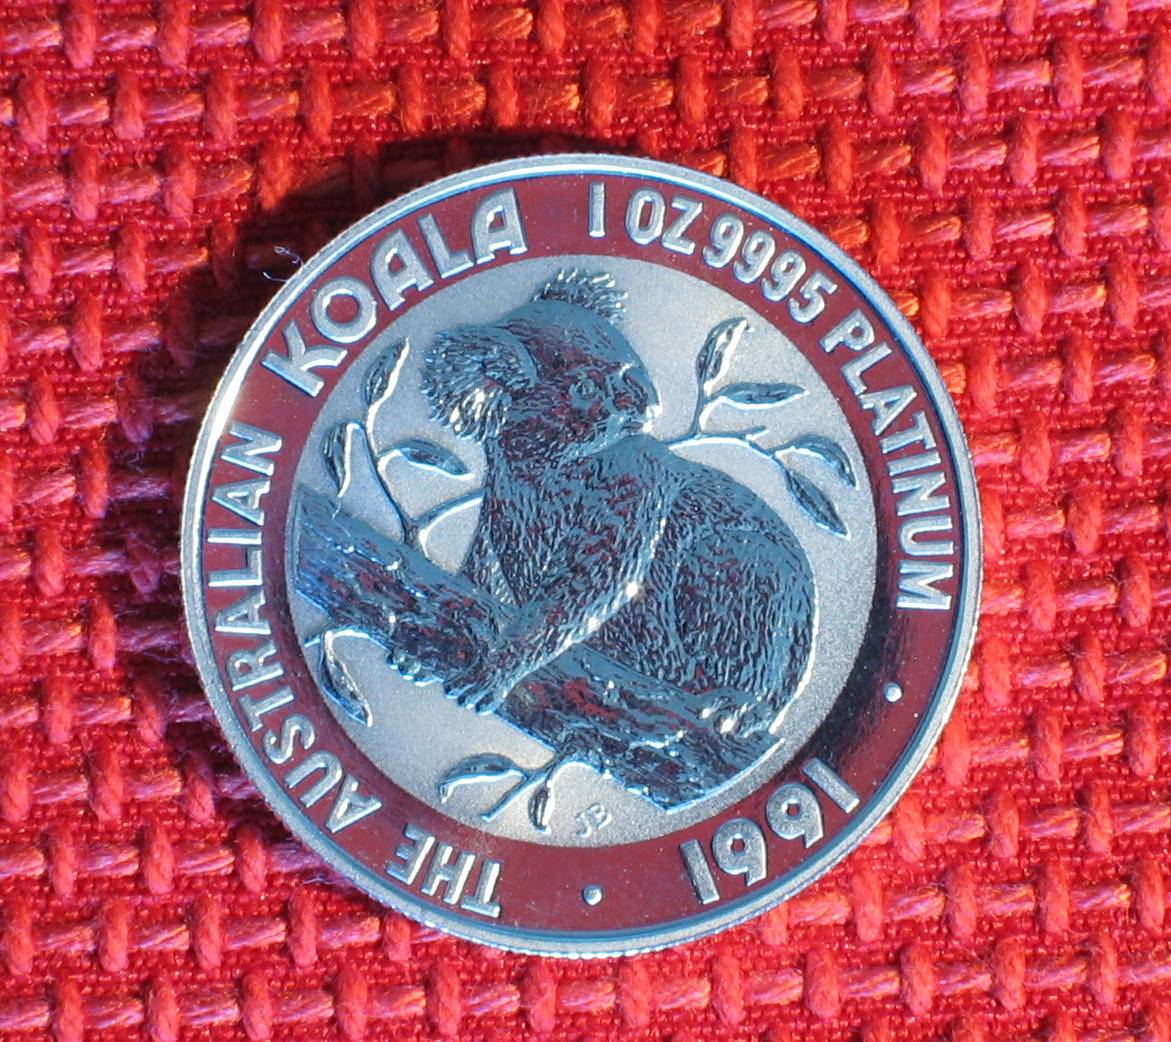 THE AUSTRALIAN KOALA
1 OZ 9995 PLATINUM
• 1991 •
JB